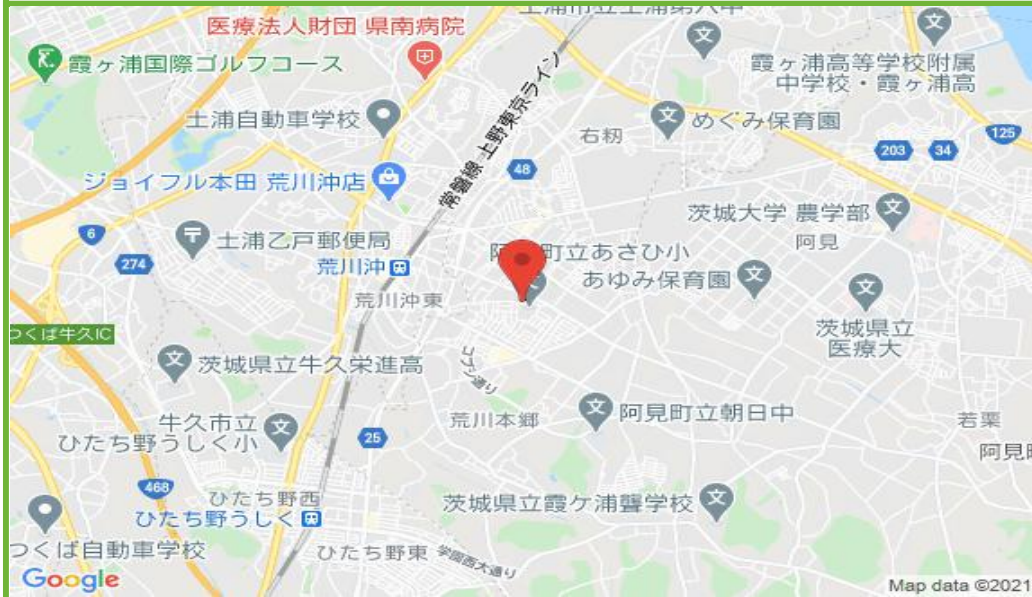 医療法人財団 県南病院
霞ヶ浦国際ゴルフコース
霞ヶ浦高等学校附属
中学校・霞ヶ浦高
土浦自動車学校
右籾
めぐみ保育園
125
203
34
常磐線-上野東京ライン
48
ジョイフル本田 荒川沖店
茨城大学 農学部
6
土浦乙戸郵便局
阿見
274
荒川沖
町立あさひ小
あゆみ保育園
荒川沖東
つくば牛久IC
茨城県立
医療大
茨城県立牛久栄進高
ヒブシ通り
荒川本郷
阿見町立朝日中
若栗
牛久市立
ひたち野うしく小
25
阿見町
468
ひたち野西
ひたち野うしく
茨城県立霞ケ浦聾学校
つくば自動車学校
ひたち野東
学園西大通り
Google
Map data ©2021